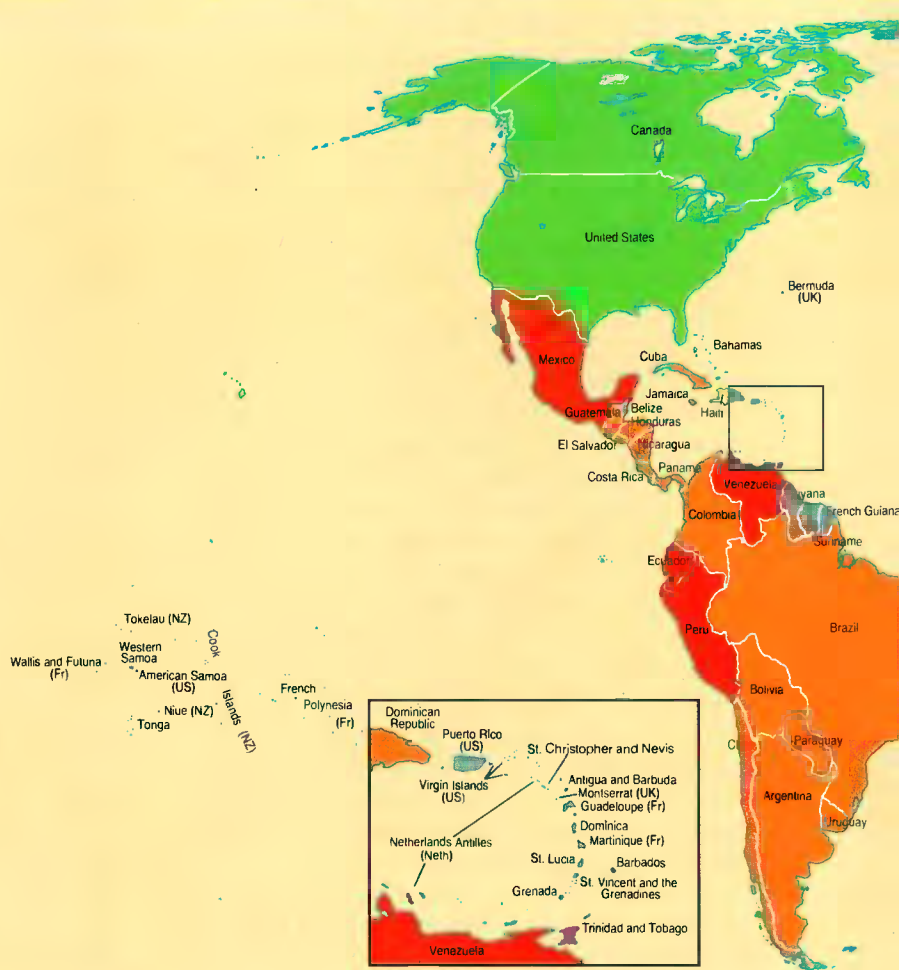 Canada
United States
Bermuda
(UK)
Bahamas
Cuba
Mexico
Jamaica
Haiti
Guatemala
Belize
Honduras
El Salvador
Nicaragua
Costa Rica
Panama
Venezuela
Colombia
French Guiana
Suriname
Ecuador
Peru
Brazil
Bolivia
Paraguay
Argentina
Uruguay
Tokelau (NZ)
Western
Samoa
Wallis and Futuna
(Fr)
American Samoa
(US)
Cook
Islands (NZ)
Niue (NZ)
Tonga
French
Polynesia
(Fr)
Dominican
Republic
Puerto Rico
(US)
St. Christopher and Nevis
Virgin Islands
(US)
Antigua and Barbuda
Montserrat (UK)
Guadeloupe (Fr)
Dominica
Martinique (Fr)
Netherlands Antilles
(Neth)
St. Lucia
Barbados
St. Vincent and the
Grenadines
Grenada
Trinidad and Tobago
Venezuela